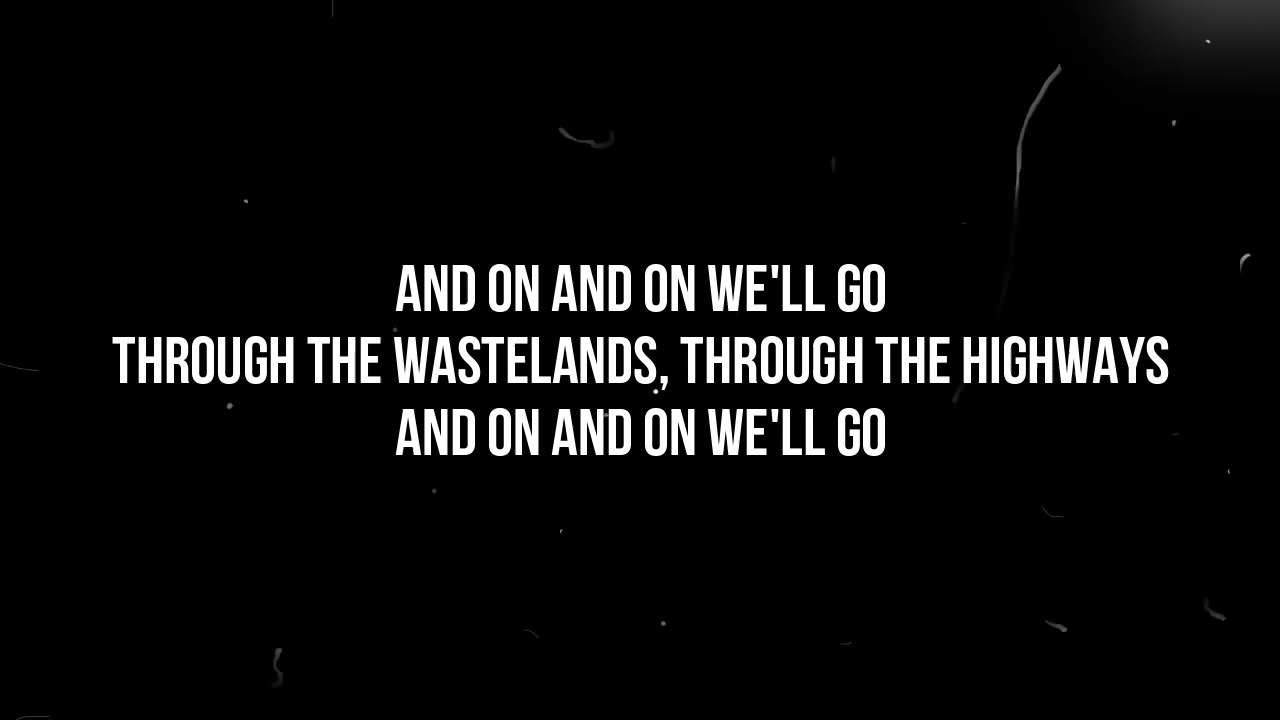 AND ON AND ON WE'LL GO
THROUGH THE WASTELANDS, THROUGH THE HIGHWAYS
AND ON AND ON WE'LL GO